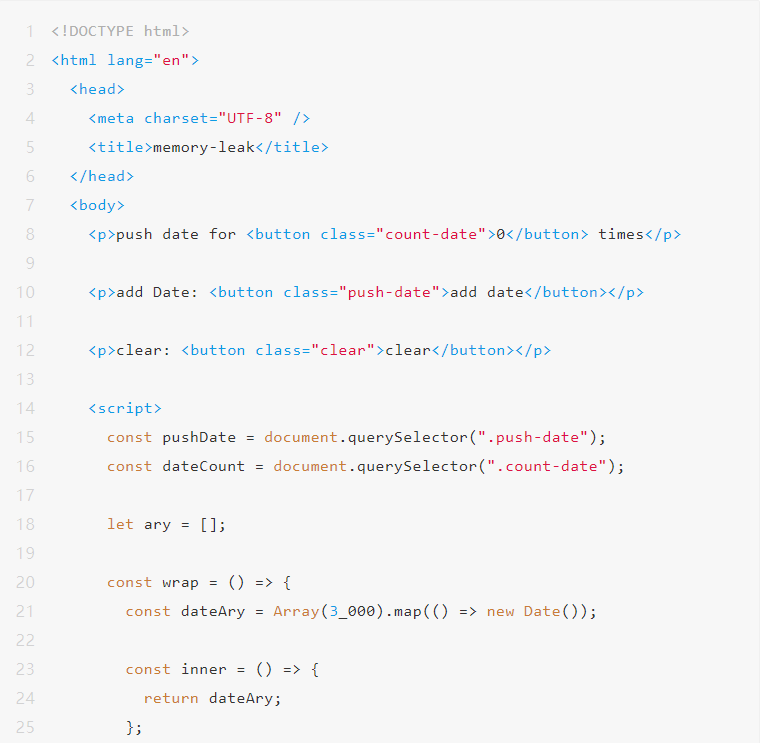 1 <!DOCTYPE html>
2 <html lang="en">
3   <head>
4     <meta charset="UTF-8" />
5     <title>memory-leak</title>
6   </head>
7   <body>
8     <p>push date for <button class="count-date">0</button> times</p>
9
10     <p>add Date: <button class="push-date">add date</button></p>
11
12     <p>clear: <button class="clear">clear</button></p>
13
14     <script>
15       const pushDate = document.querySelector(".push-date");
16       const dateCount = document.querySelector(".count-date");
17
18       let ary = [];
19
20       const wrap = () => {
21         const dateAry = Array(3_000).map(() => new Date());
22
23         const inner = () => {
24           return dateAry;
25         };